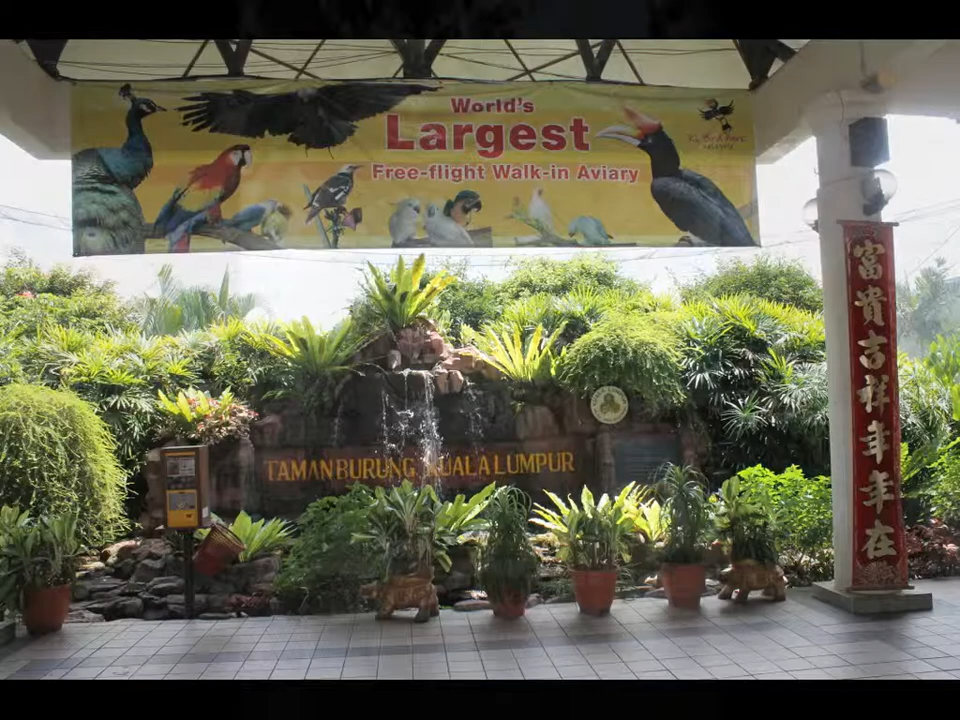 World's
Largest
Free-flight Walk-in Aviary
TAMAN BURUNG KUALA LUMPUR
富貴吉祥年年在